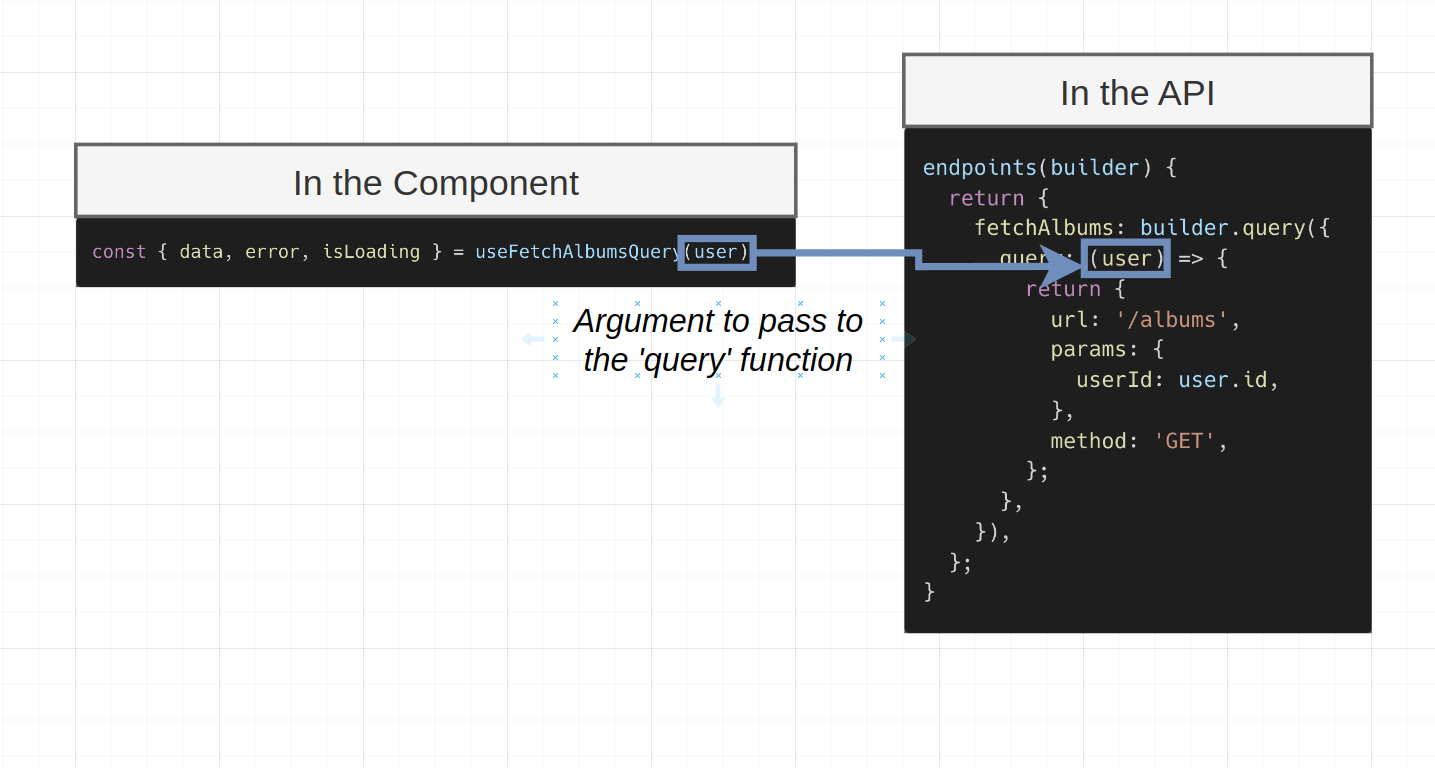 In the Component
const { data, error, isLoading } = useFetchAlbumsQuery(user)
Argument to pass to
the 'query' function
In the API
endpoints(builder) {
return {
fetchAlbums: builder.query({
query: (user) => {
return {
url: '/albums',
params: {
userId: user.id,
},
method: 'GET',
};
},
}),
};
}